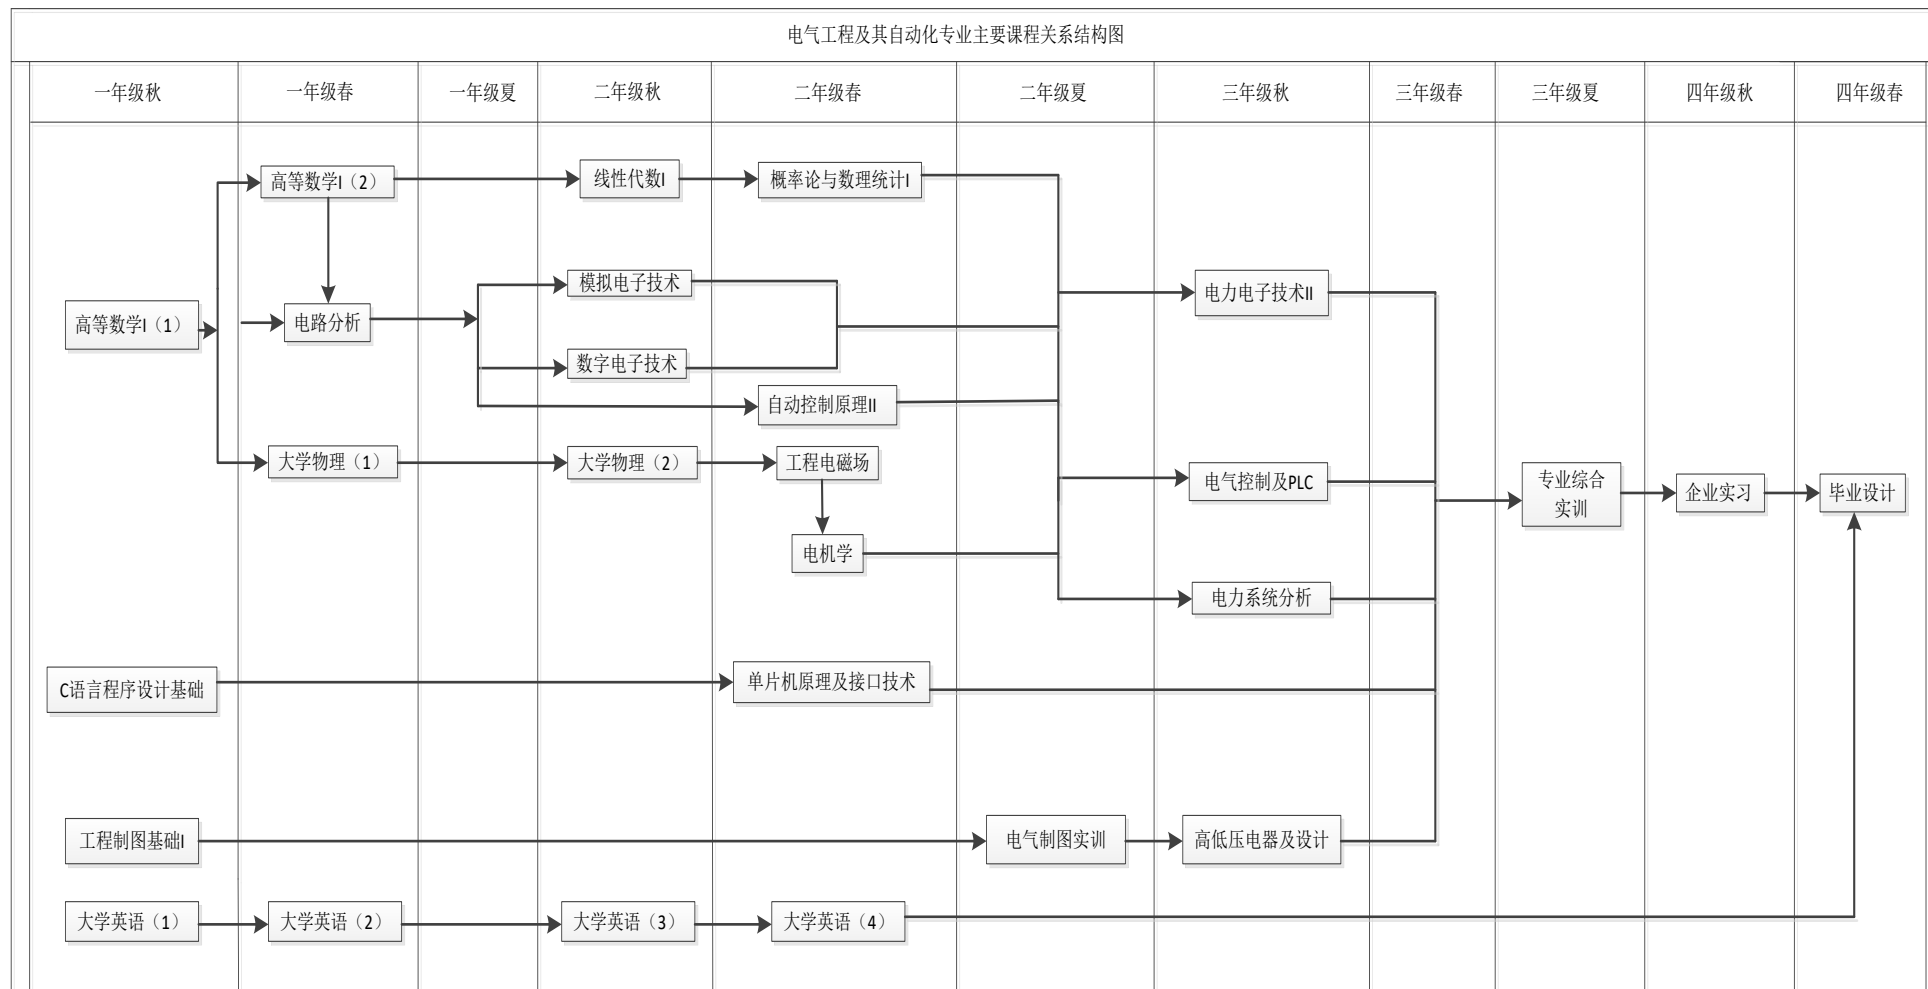 电气工程及其自动化专业主要课程关系结构图
一年级秋
一年级春
一年级夏
二年级秋
二年级春
二年级夏
三年级秋
三年级春
三年级夏
四年级秋
四年级春
高等数学I（2）
线性代数I
概率论与数理统计I
模拟电子技术
电力电子技术II
高等数学I（1）
电路分析
数字电子技术
自动控制原理II
大学物理（1）
大学物理（2）
工程电磁场
电气控制及PLC
专业综合
实训
企业实习
毕业设计
电机学
电力系统分析
C语言程序设计基础
单片机原理及接口技术
工程制图基础I
电气制图实训
高低压电器及设计
大学英语（1）
大学英语（2）
大学英语（3）
大学英语（4）